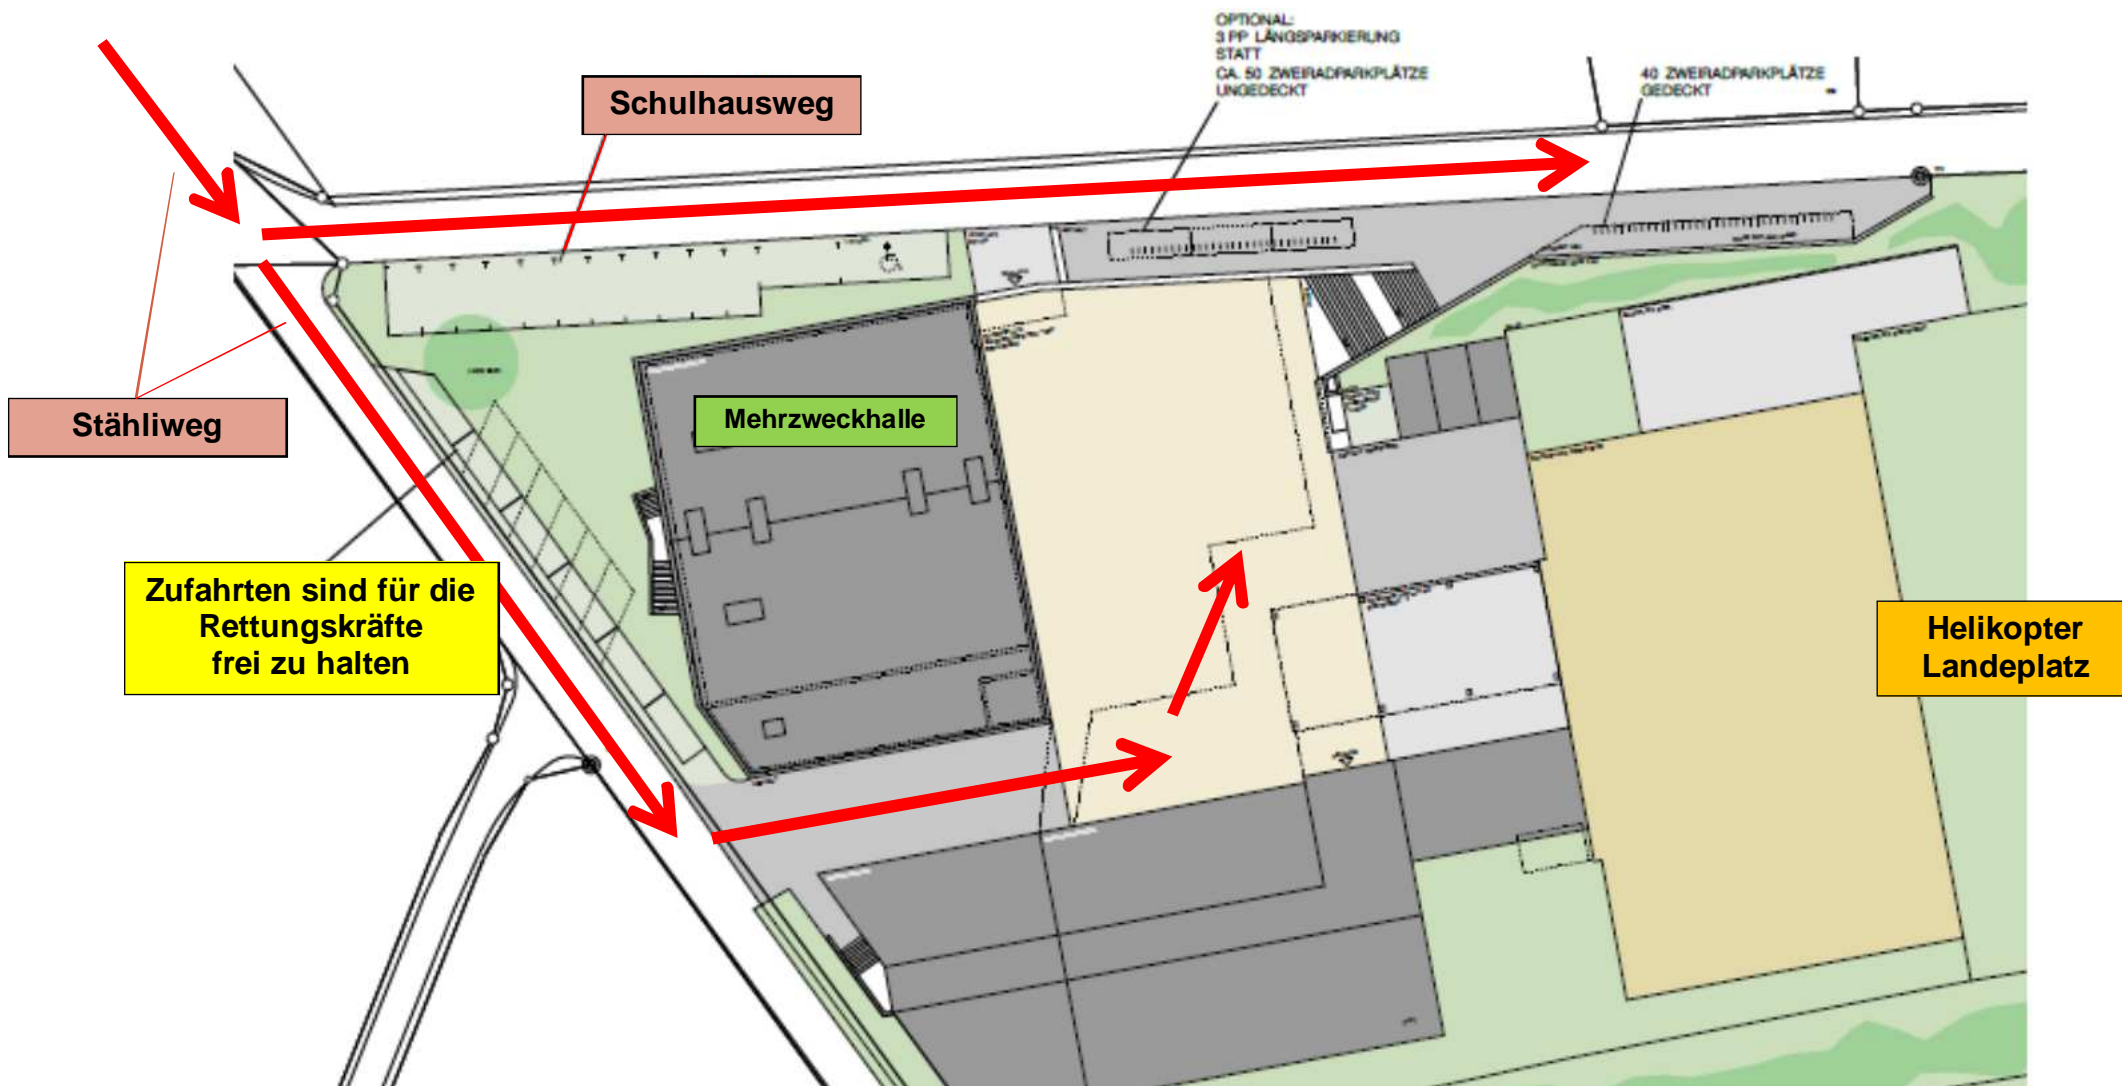 OPTIONAL:
3 PP LÄNGSPARKIERUNG
STATT
CA. 50 ZWEIRADPARKPLÄTZE
UNGEDECKT
40 ZWEIRADPARKPLÄTZE
GEDECKT
Schulhausweg
Stähliweg
Mehrzweckhalle
Zufahrten sind für die
Rettungskräfte
frei zu halten
Helikopter
Landeplatz